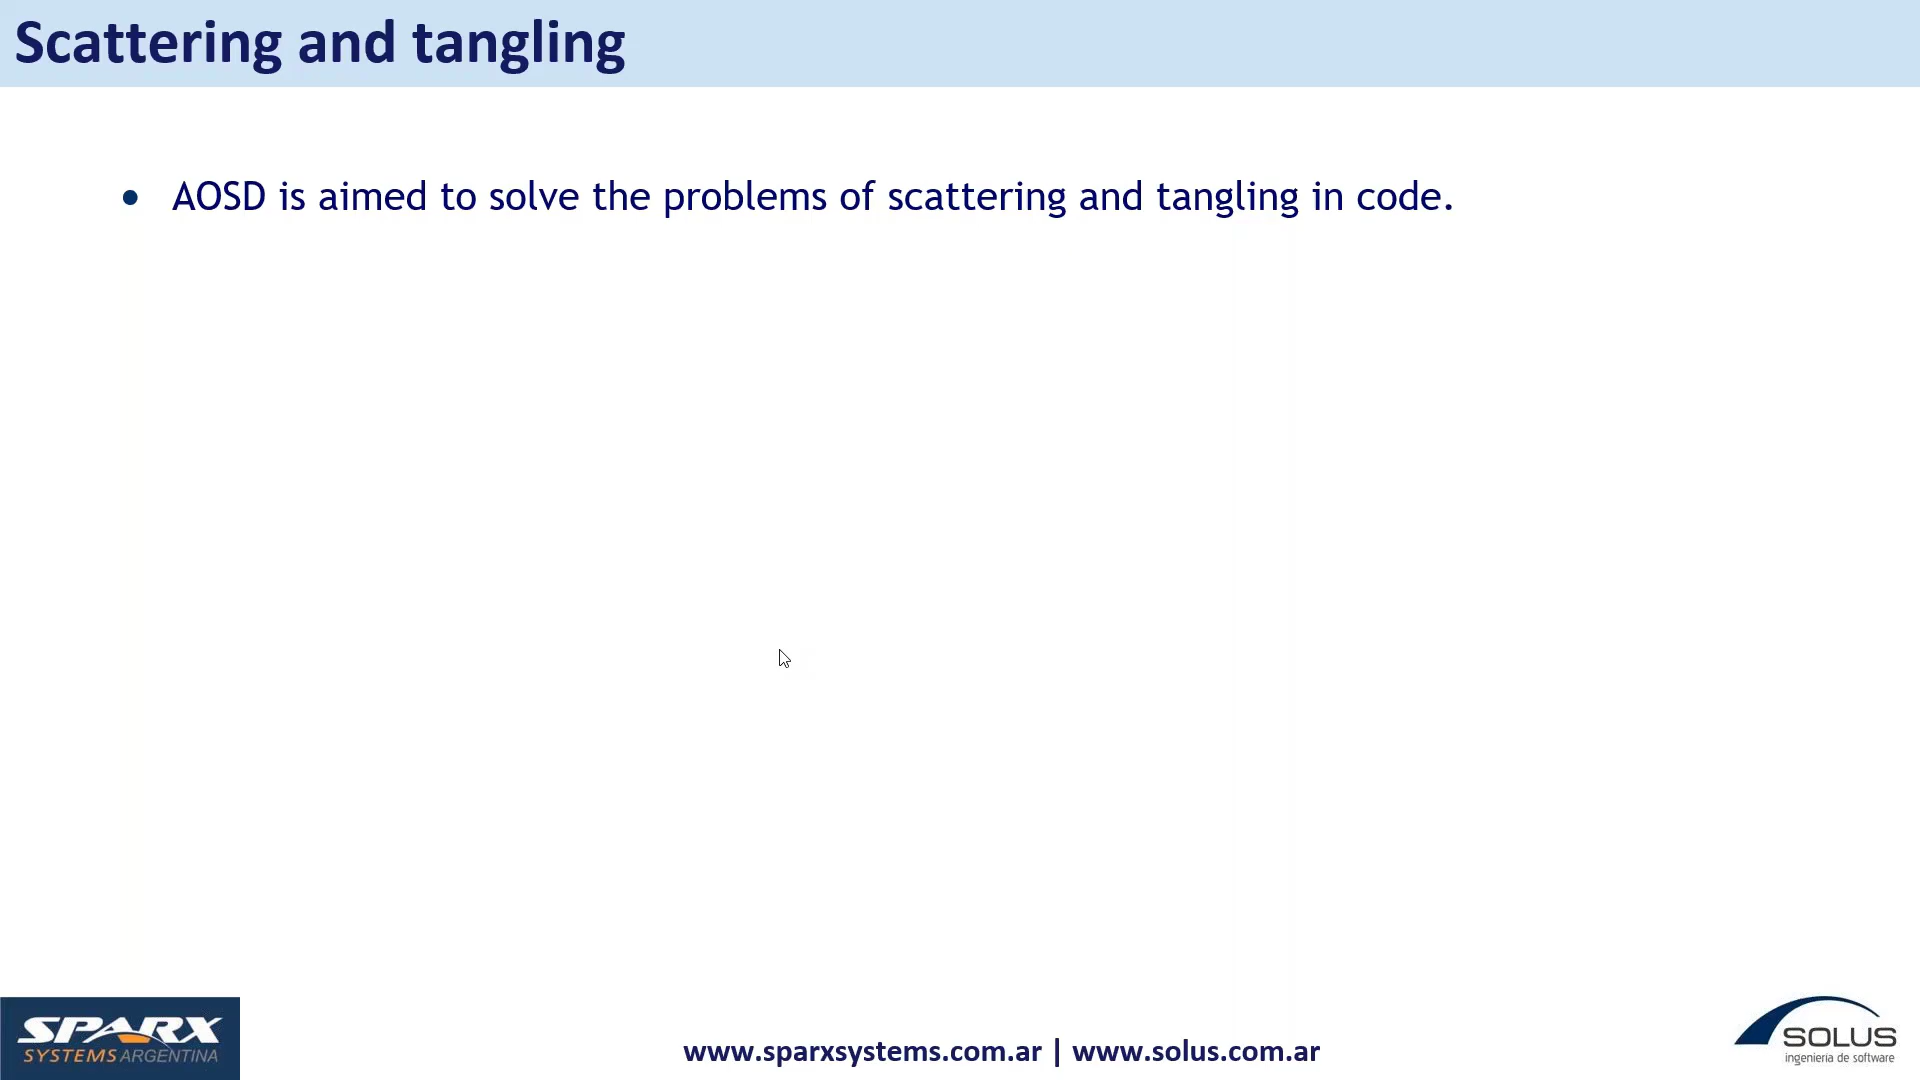 Scattering and tangling
• AOSD is aimed to solve the problems of scattering and tangling in code.
SPARX
SYSTEMS ARGENTINA
www.sparxsystems.com.ar | www.solus.com.ar
SOLUS
ingenieria de software